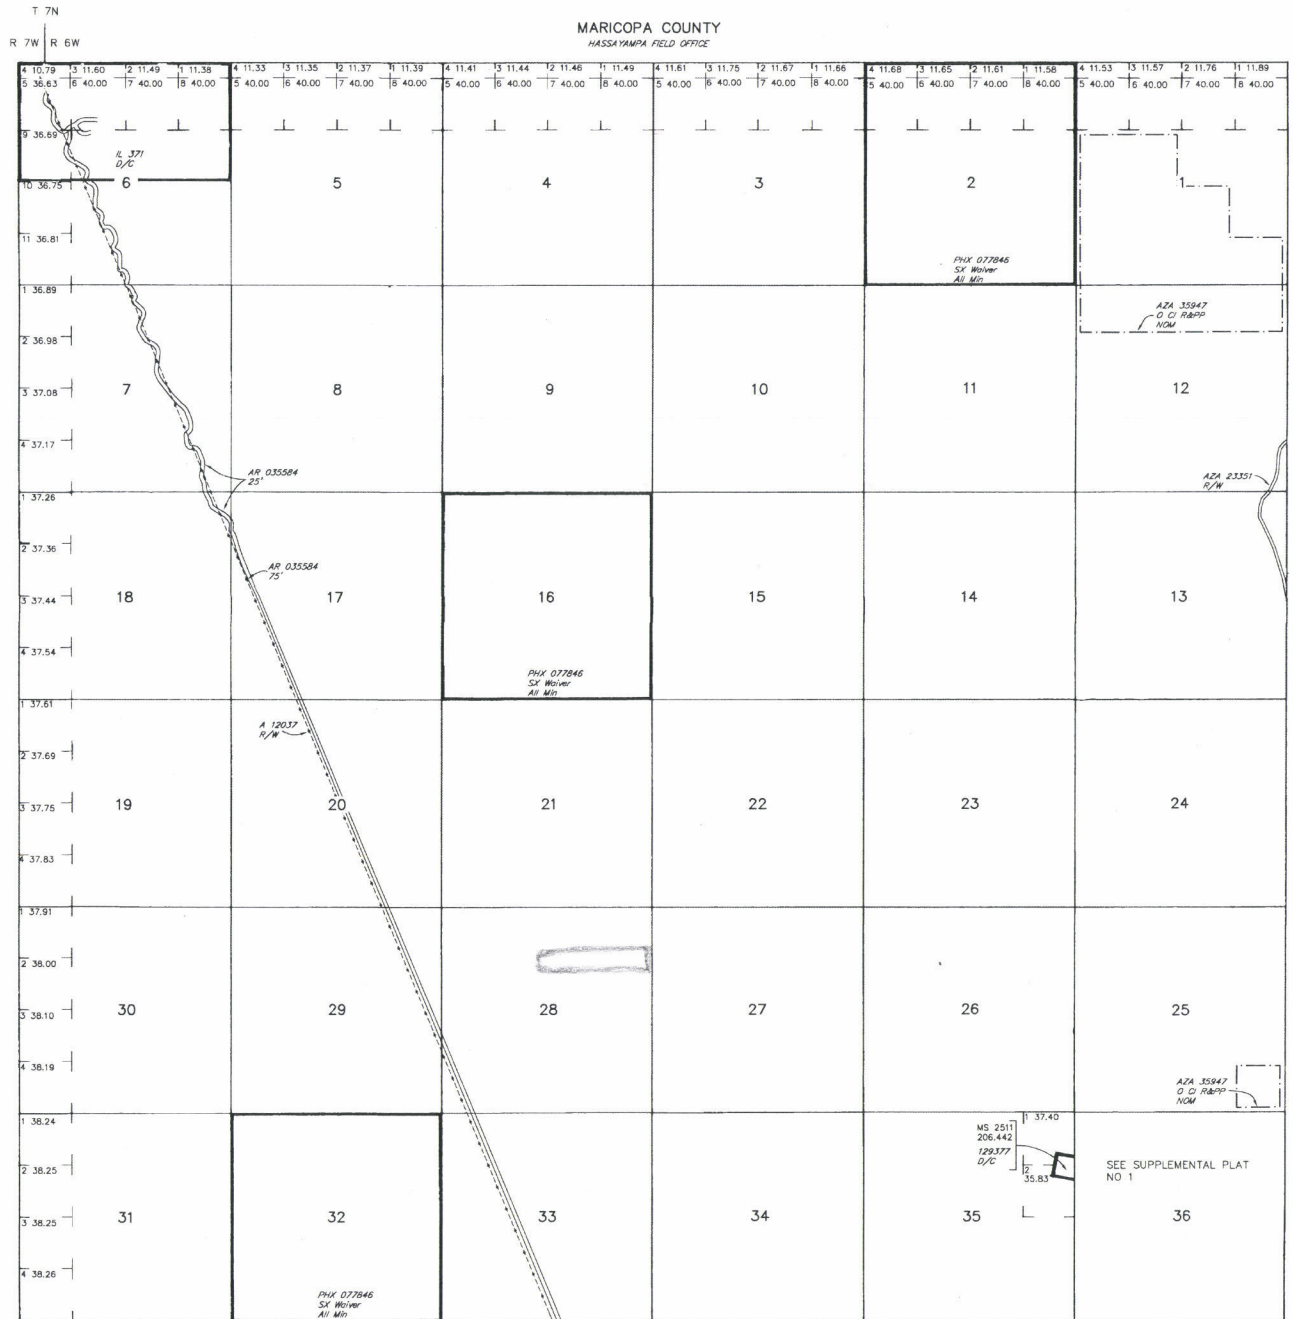 T 7N
R 7W R 6W
MARICOPA COUNTY
HASSAYAMPA FIELD OFFICE
4 10.79 3 11.60 2 11.49 1 11.38 4 11.33 3 11.35 2 11.37 1 11.39 4 11.41 3 11.44 2 11.46 1 11.49 4 11.61 3 11.75 2 11.67 1 11.66 4 11.68 3 11.65 2 11.61 1 11.58 4 11.53 3 11.57 2 11.76 1 11.89
5 36.63 6 40.00 7 40.00 8 40.00 5 40.00 6 40.00 7 40.00 8 40.00 5 40.00 6 40.00 7 40.00 8 40.00 5 40.00 6 40.00 7 40.00 8 40.00 5 40.00 6 40.00 7 40.00 8 40.00 5 40.00 6 40.00 7 40.00 8 40.00
9 36.69
IL 371
D/C
10 36.75 6 5 4 3 2 1
11 36.81
PHX 077846
SX Waiver
All Min
1 36.89
AZA 35947
O Cl R&PP
NOM
2 36.98
3 37.08 7 8 9 10 11 12
4 37.17
AR 035584
25'
AZA 23351
R/W
1 37.26
2 37.36
AR 035584
75'
3 37.44 18 17 16 15 14 13
4 37.54
PHX 077846
SX Waiver
All Min
1 37.61
A 12037
R/W
2 37.69
3 37.75 19 20 21 22 23 24
4 37.83
1 37.91
2 38.00
3 38.10 30 29 28 27 26 25
4 38.19
AZA 35947
O Cl R&PP
NOM
1 38.24
1 37.40
MS 2511
206.442
129377
D/C
2 38.25
2
35.83
SEE SUPPLEMENTAL PLAT
NO 1
3 38.25 31 32 33 34 35 36
4 38.26
PHX 077846
SX Waiver
All Min